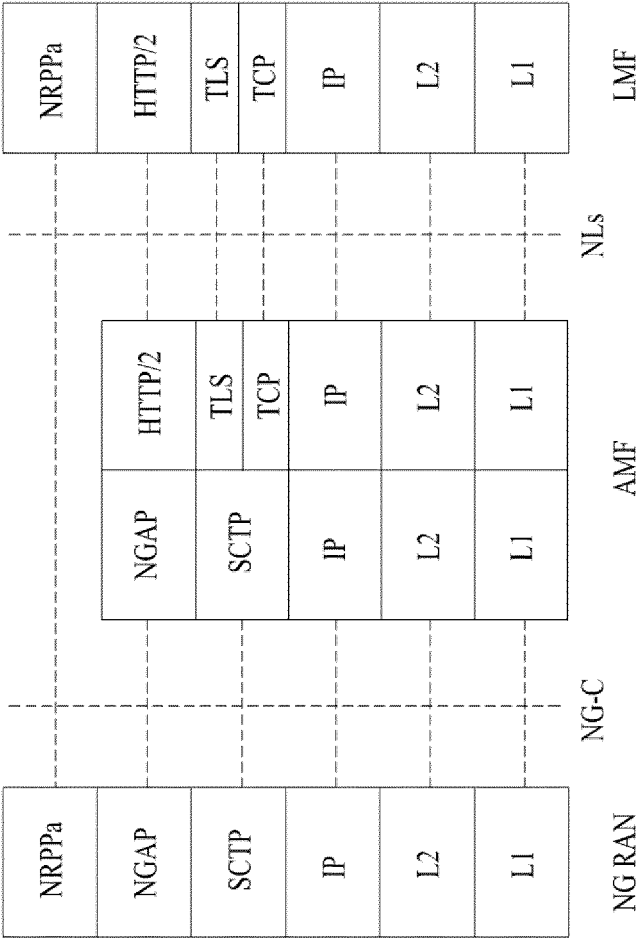 NRPPa
NRPPa
NGAP
NGAP
HTTP/2
HTTP/2
SCTP
SCTP
TLS
TLS
TCP
TCP
IP
IP
IP
IP
L2
L2
L2
L2
L1
L1
L1
L1
NG-C
NLs
NG RAN
AMF
LMF